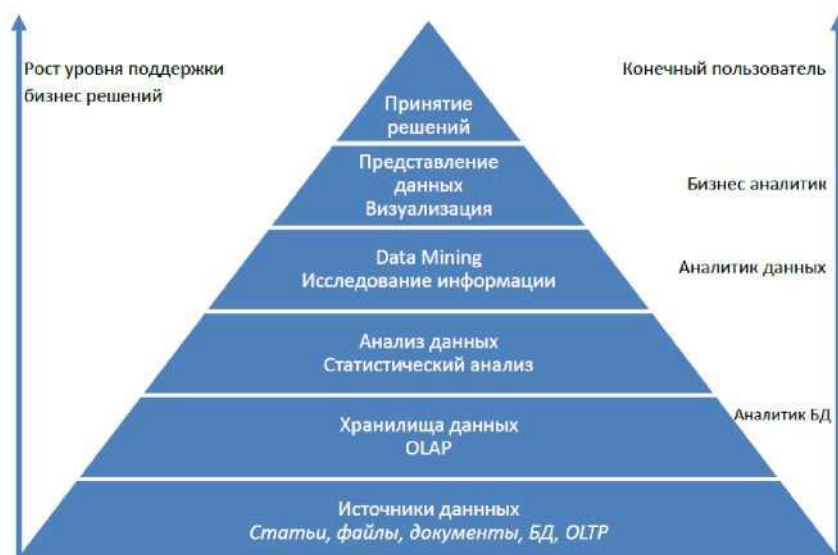 Рост уровня поддержки
бизнес решений
Конечный пользователь
Принятие
решений
Представление
данных
Визуализация
Бизнес аналитик
Data Mining
Исследование информации
Аналитик данных
Анализ данных
Статистический анализ
Аналитик БД
Хранилища данных
OLAP
Источники даннных
Статьи, файлы, документы, БД, OLTP